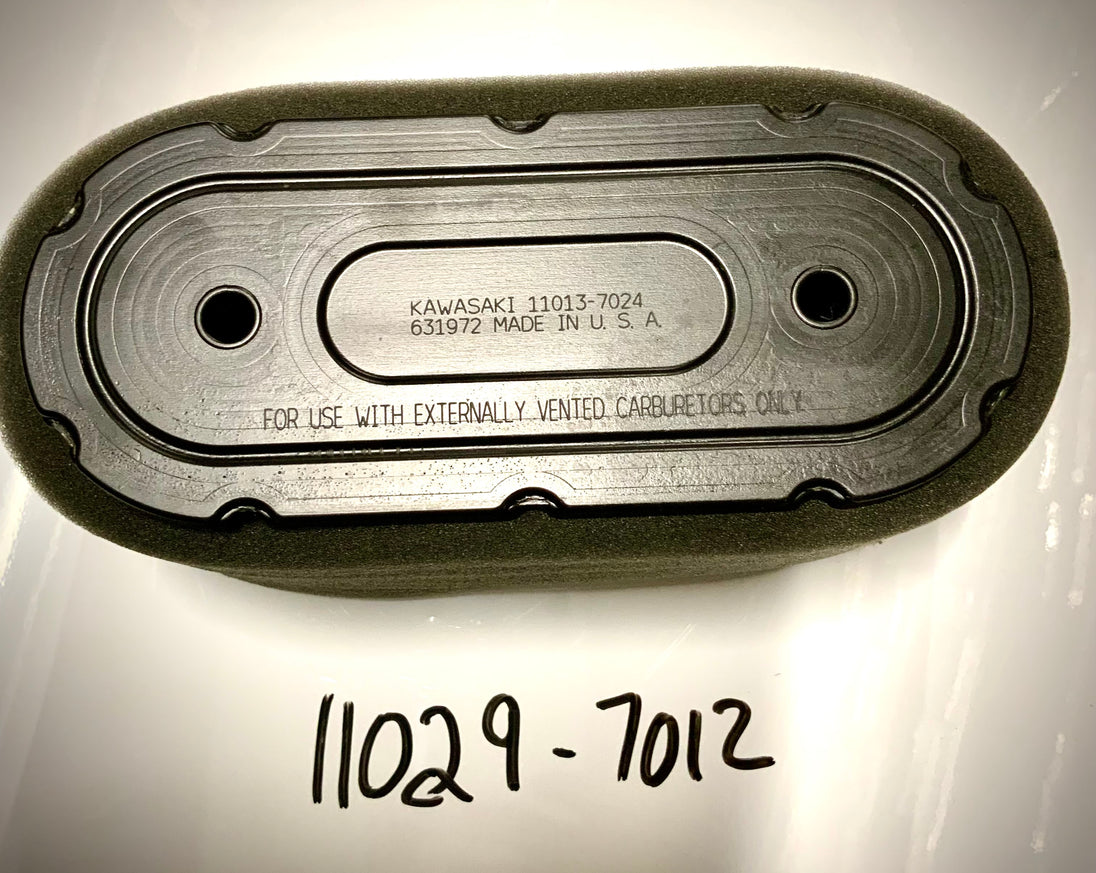 KAWASAKI 11013-7024
631972 MADE IN U. S. A.
FOR USE WITH EXTERNALLY VENTED CARBURETORS ONLY.
11029-7012